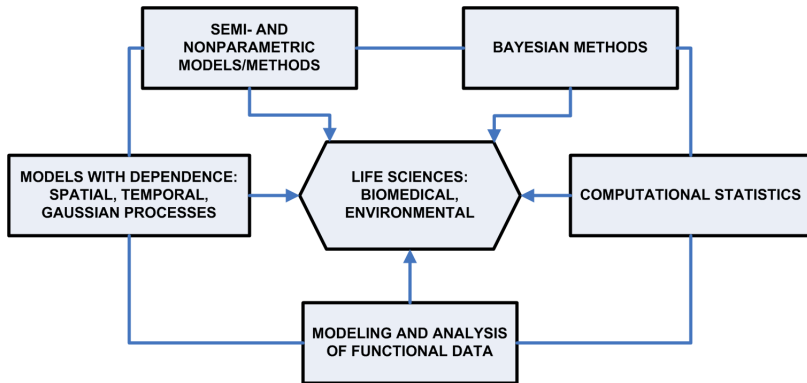 SEMI- AND
NONPARAMETRIC
MODELS/METHODS
BAYESIAN METHODS
MODELS WITH DEPENDENCE:
SPATIAL, TEMPORAL,
GAUSSIAN PROCESSES
LIFE SCIENCES:
BIOMEDICAL,
ENVIRONMENTAL
COMPUTATIONAL STATISTICS
MODELING AND ANALYSIS
OF FUNCTIONAL DATA